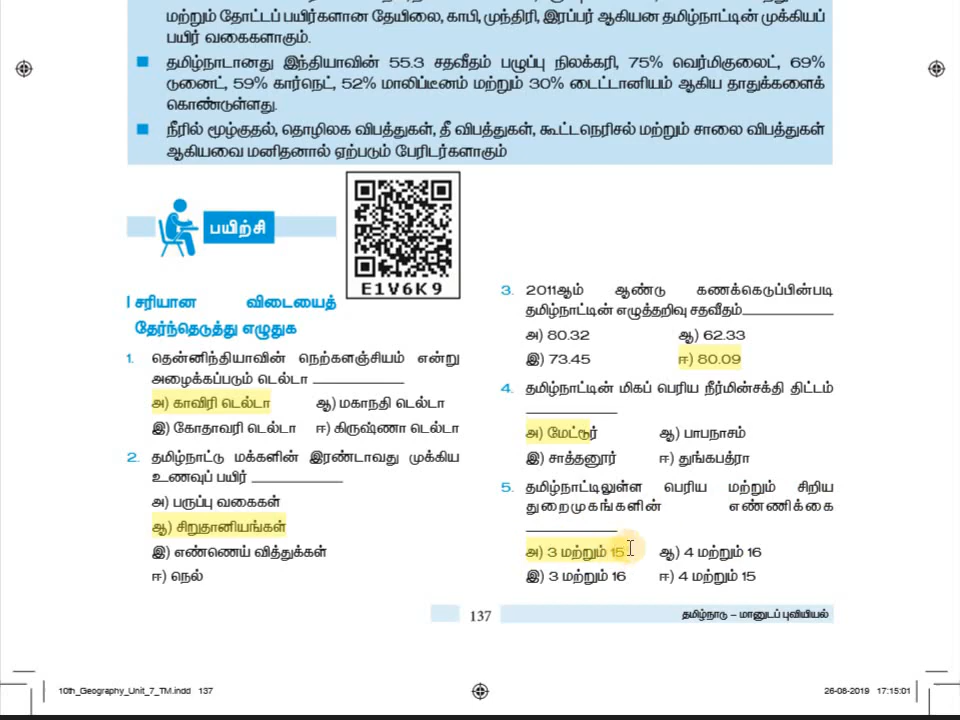 மற்றும் தோட்டப் பயிர்களான தேயிலை, காபி, முந்திரி, இரப்பர் ஆகியன தமிழ்நாட்டின் முக்கியப்
பயிர் வகைகளாகும்.
■ தமிழ்நாடானது இந்தியாவின் 55.3 சதவீதம் பழுப்பு நிலக்கரி, 75% வெர்மிகுலைட், 69%
டுனைட், 59% கார்நெட், 52% மாலிப்டீனம் மற்றும் 30% டைட்டானியம் ஆகிய தாதுக்களைக்
கொண்டுள்ளது.
■ நீரில் மூழ்குதல், தொழிலக விபத்துகள், தீ விபத்துகள், கூட்டநெரிசல் மற்றும் சாலை விபத்துகள்
ஆகியவை மனிதனால் ஏற்படும் பேரிடர்களாகும்
பயிற்சி
E1V6K9
I சரியான விடையைத்
தேர்ந்தெடுத்து எழுதுக
1. தென்னிந்தியாவின் நெற்களஞ்சியம் என்று
அழைக்கப்படும் டெல்டா ____________
அ) காவிரி டெல்டா ஆ) மகாநதி டெல்டா
இ) கோதாவரி டெல்டா ஈ) கிருஷ்ணா டெல்டா
2. தமிழ்நாட்டு மக்களின் இரண்டாவது முக்கிய
உணவுப் பயிர் ____________
அ) பருப்பு வகைகள்
ஆ) சிறுதானியங்கள்
இ) எண்ணெய் வித்துக்கள்
ஈ) நெல்
3. 2011ஆம் ஆண்டு கணக்கெடுப்பின்படி
தமிழ்நாட்டின் எழுத்தறிவு சதவீதம்____________
அ) 80.32 ஆ) 62.33
இ) 73.45 ஈ) 80.09
4. தமிழ்நாட்டின் மிகப் பெரிய நீர்மின்சக்தி திட்டம்
____________
அ) மேட்டூர் ஆ) பாபநாசம்
இ) சாத்தனூர் ஈ) துங்கபத்ரா
5. தமிழ்நாட்டிலுள்ள பெரிய மற்றும் சிறிய
துறைமுகங்களின் எண்ணிக்கை
____________
அ) 3 மற்றும் 15 ஆ) 4 மற்றும் 16
இ) 3 மற்றும் 16 ஈ) 4 மற்றும் 15
137 தமிழ்நாடு – மானுடப் புவியியல்
10th_Geography_Unit_7_TM.indd 137 26-08-2019 17:15:01